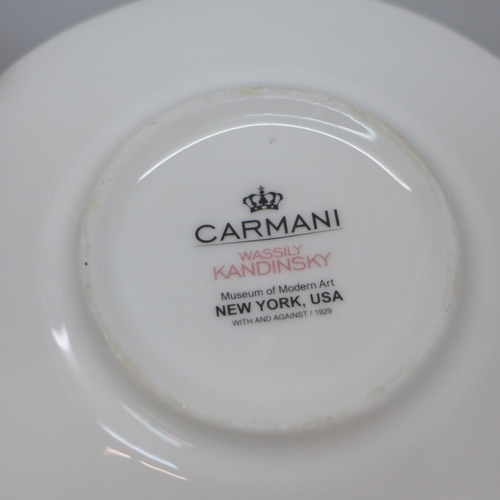 CARMANI
WASSILY
KANDINSKY
Museum of Modern Art
NEW YORK, USA
WITH AND AGAINST / 1929